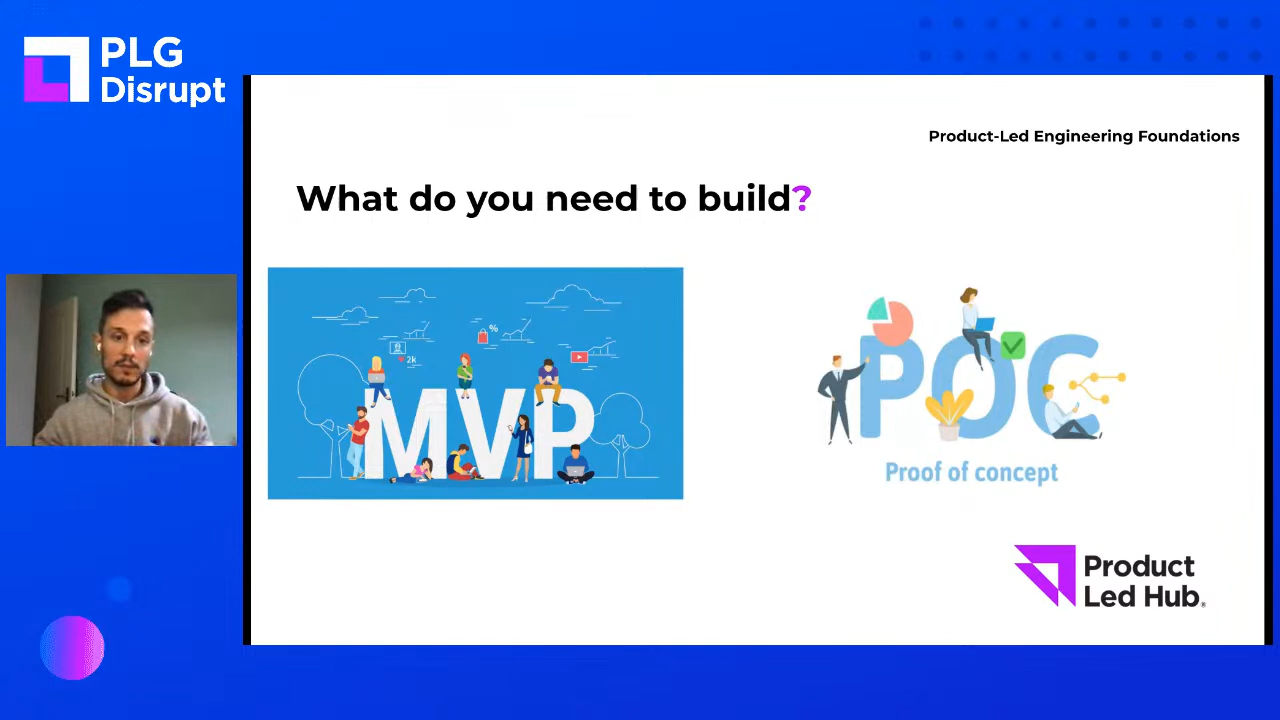 PLG
Disrupt
Product-Led Engineering Foundations
What do you need to build?
%
2k
MVP
POC
Proof of concept
Product
Led Hub®